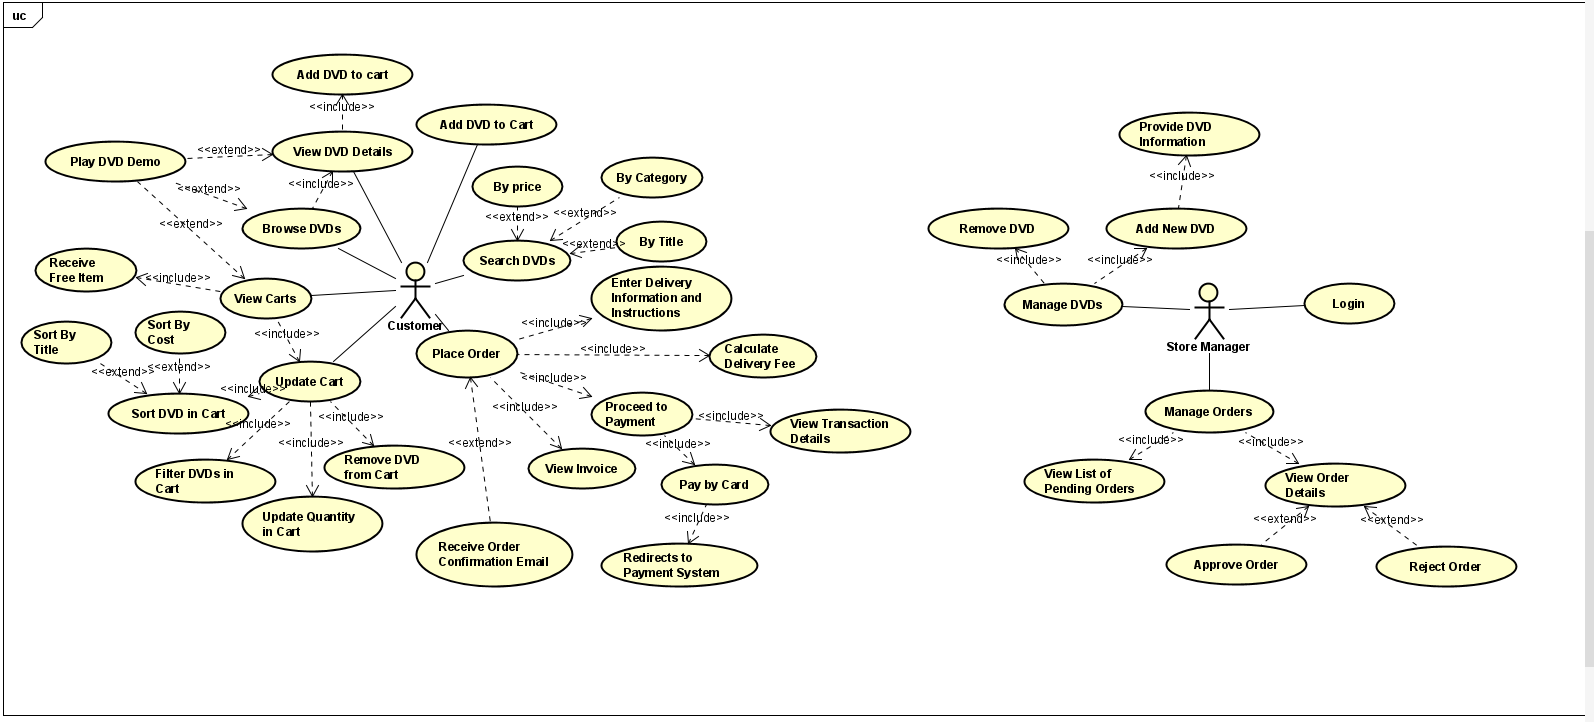 uc
Add DVD to cart
<<include>>
Add DVD to Cart
Provide DVD
Information
Play DVD Demo
<<extend>>
View DVD Details
<<include>>
<<extend>>
<<include>>
By price
By Category
<<extend>>
<<extend>>
<<extend>>
Browse DVDs
<<extend>>
By Title
Search DVDs
Remove DVD
Add New DVD
<<include>>
<<include>>
Receive
Free Item
<<include>>
View Carts
Enter Delivery
Information and
Instructions
Customer
Manage DVDs
Login
Store Manager
Sort By
Title
Sort By
Cost
<<include>>
<<include>>
Place Order
<<include>>
Calculate
Delivery Fee
<<extend>>
<<extend>>
Update Cart
<<include>>
<<include>>
Sort DVD in Cart
<<include>>
<<include>>
<<include>>
<<include>>
Proceed to
Payment
<<include>>
View Transaction
Details
Manage Orders
<<extend>>
<<include>>
<<include>>
<<include>>
Filter DVDs in
Cart
Remove DVD
from Cart
View Invoice
Pay by Card
View List of
Pending Orders
View Order
Details
Update Quantity
in Cart
<<include>>
<<extend>>
<<extend>>
Receive Order
Confirmation Email
Redirects to
Payment System
Approve Order
Reject Order